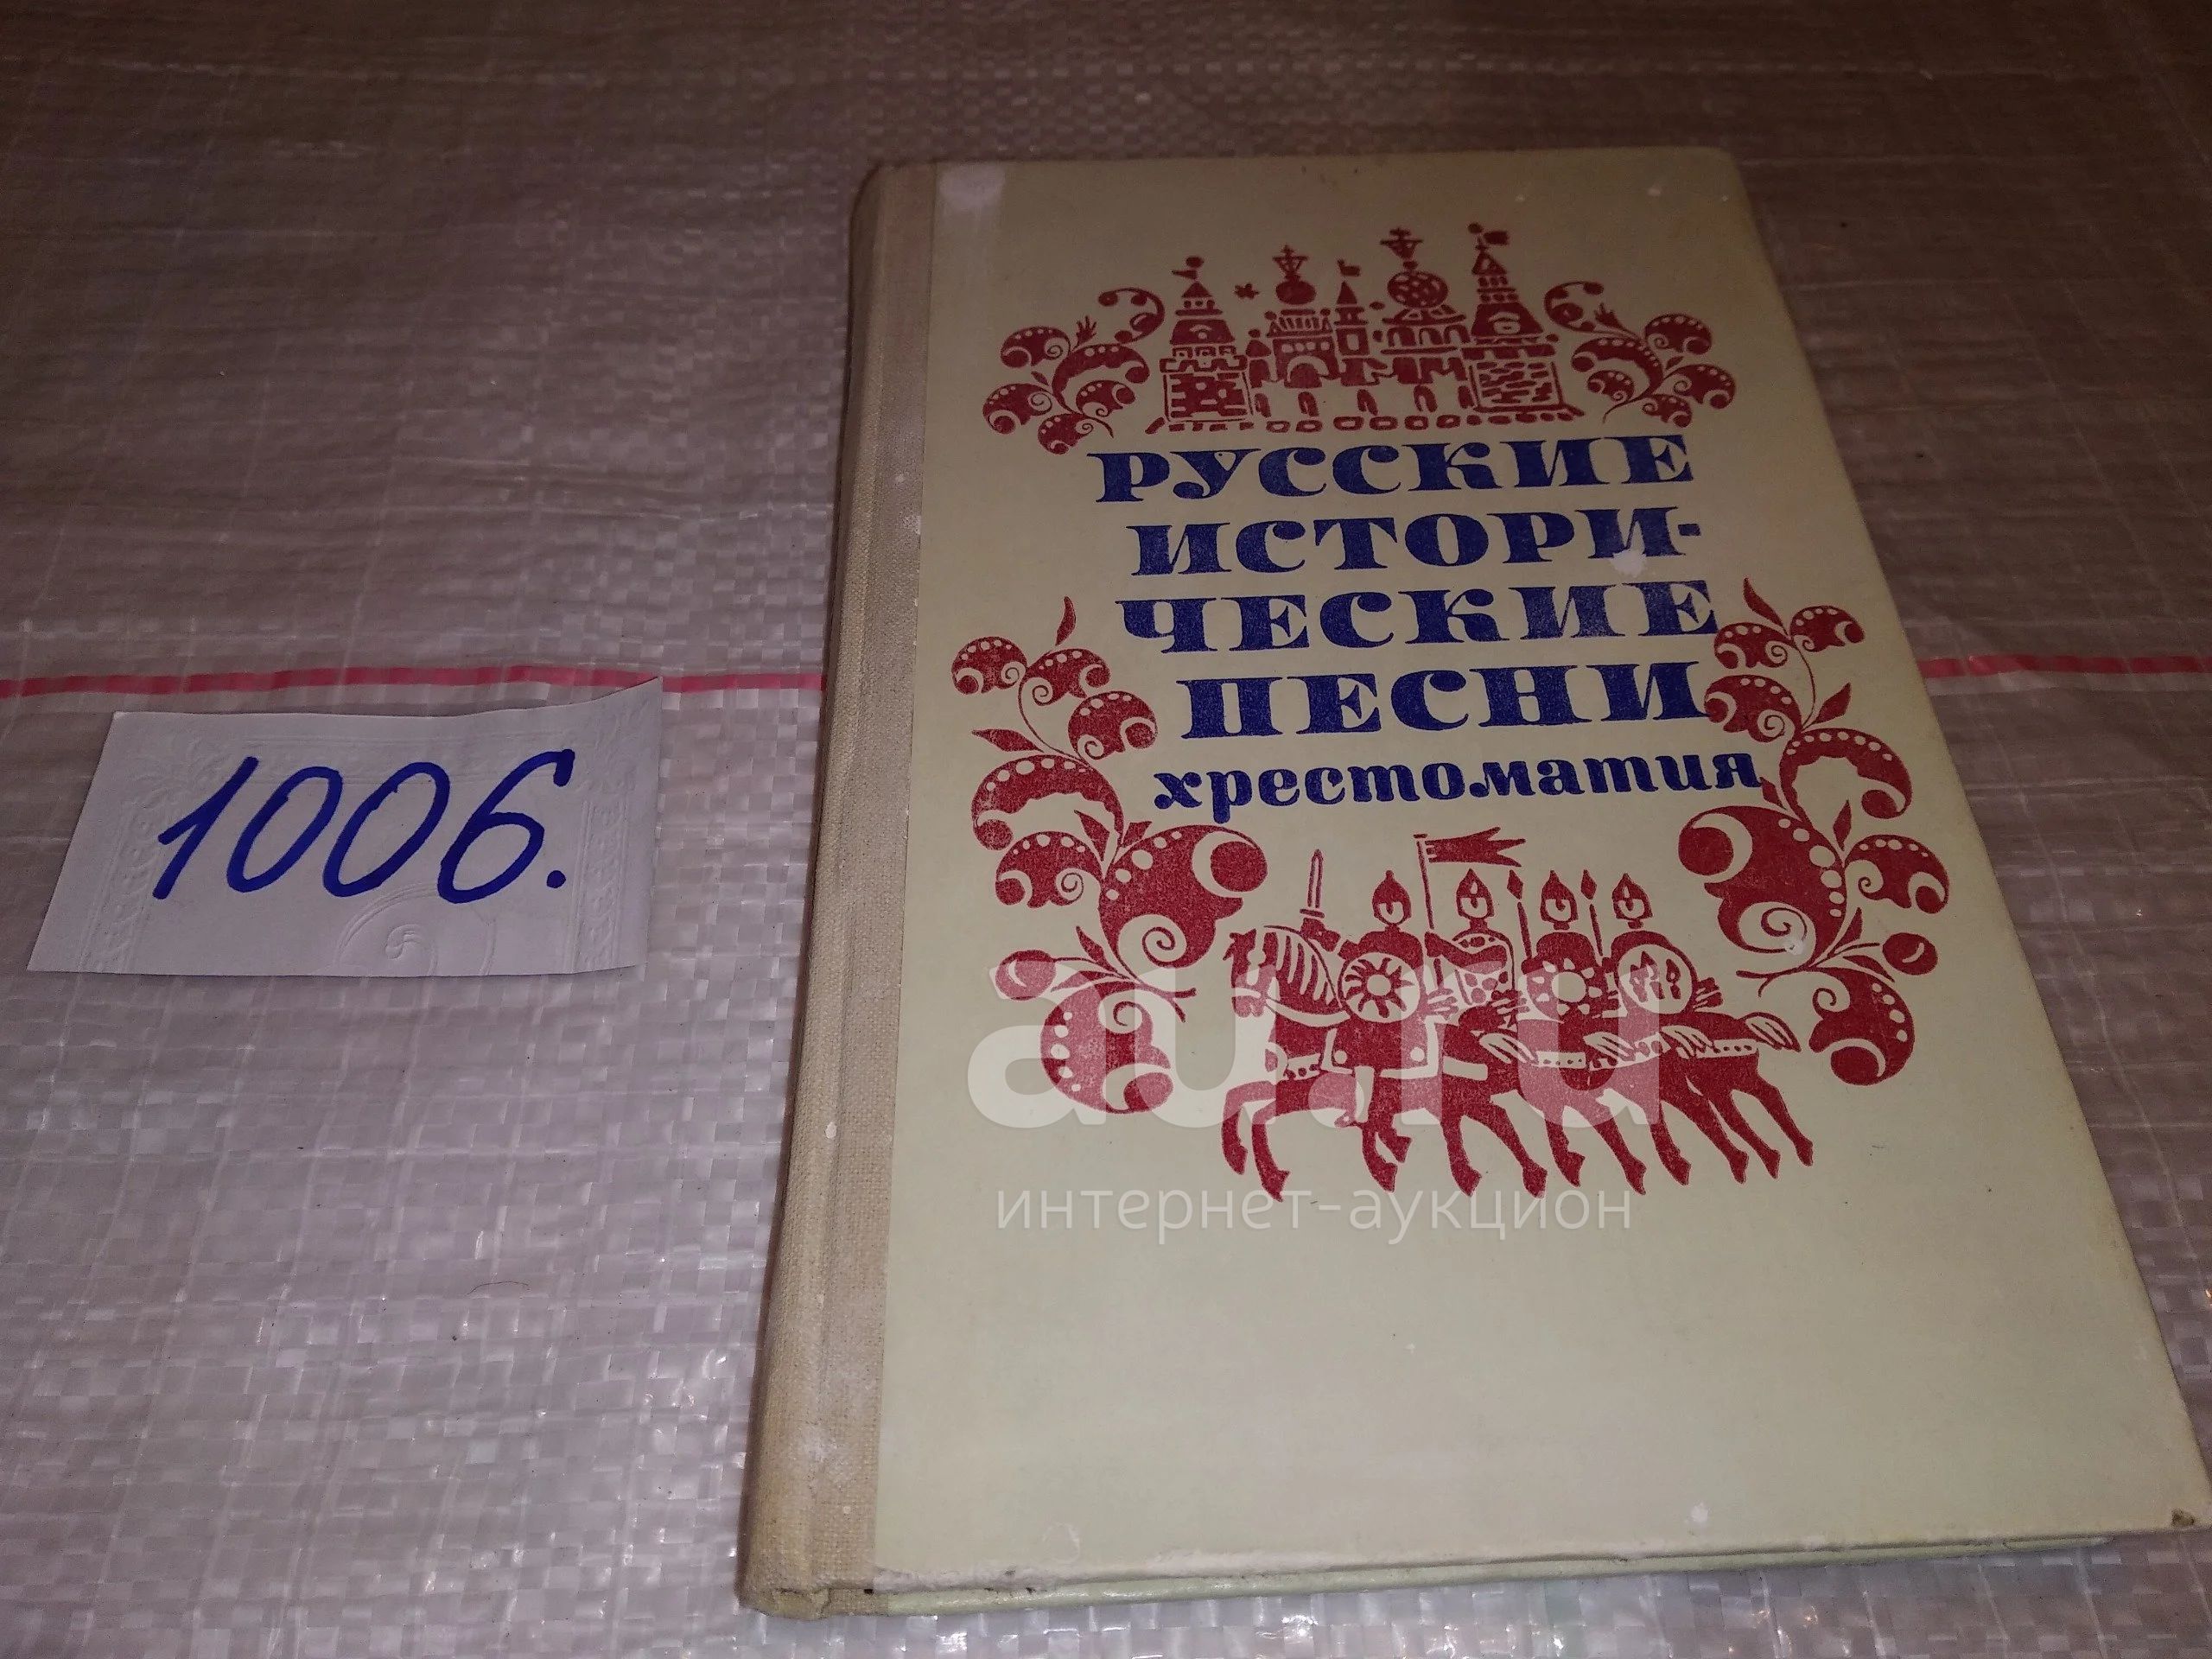 РУССКИЕ
ИСТОРИ-
ЧЕСКИЕ
ПЕСНИ
хрестоматия
1006.
au.ru
интернет-аукцион